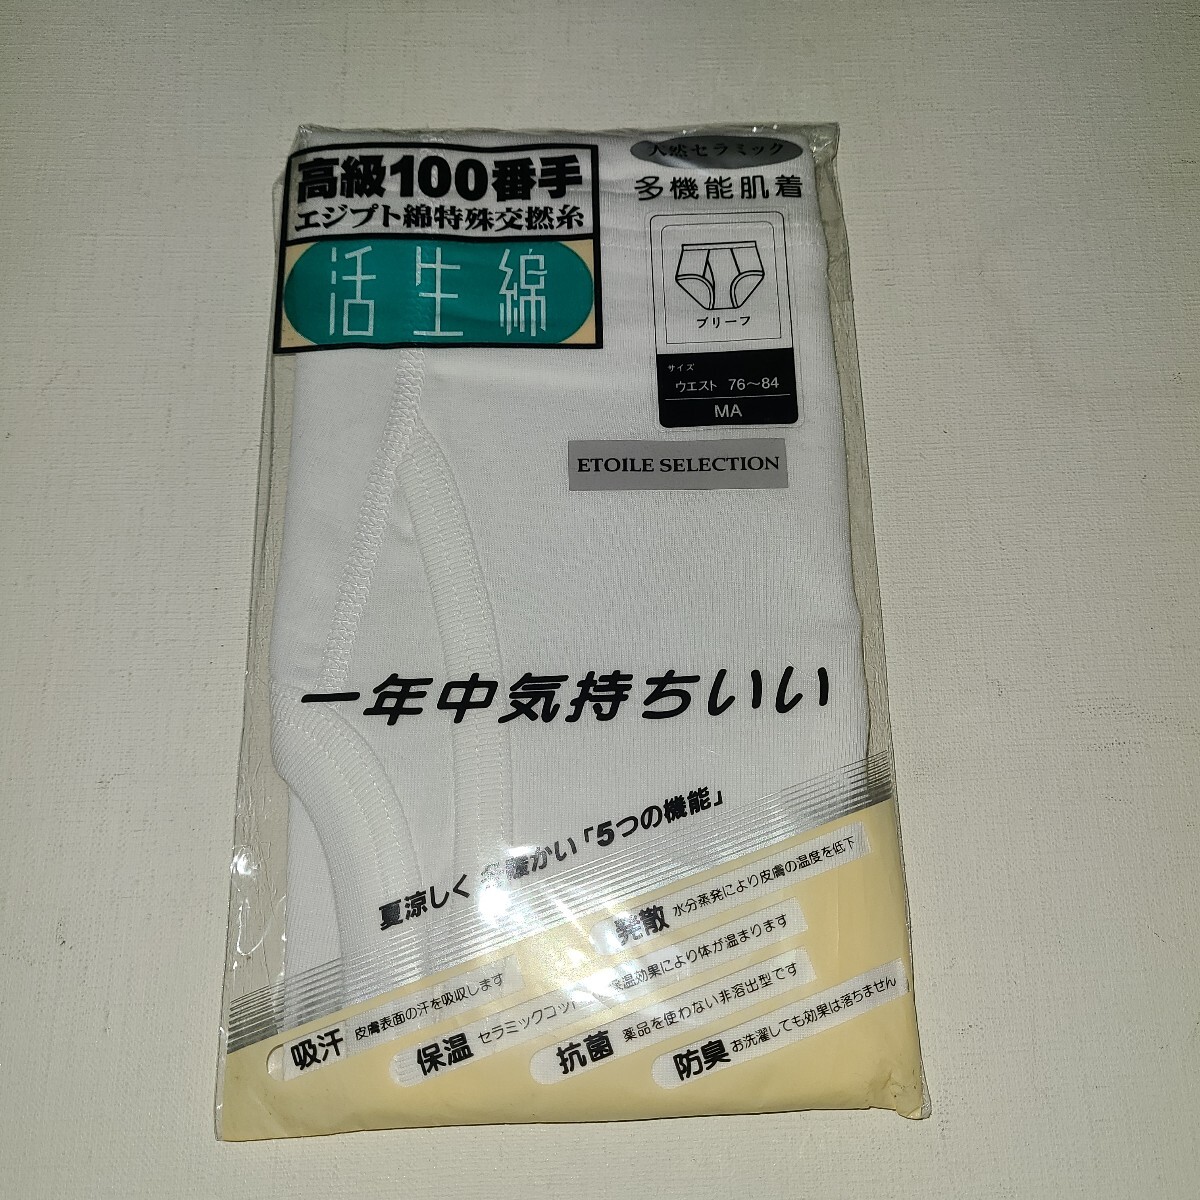 高級100番手
エジプト綿特殊交撚糸
活生綿
天然セラミック
多機能肌着
ブリーフ
サイズ
ウエスト 76～84
MA
ETOILE SELECTION
一年中気持ちいい
夏涼しく 冬暖かい「5つの機能」
発散 水分蒸発により皮膚の温度を低下
吸汗 皮膚表面の汗を吸収します
保温 セラミックコットン 保温効果により体が温まります
抗菌 薬品を使わない非溶出型です
防臭 お洗濯しても効果は落ちません